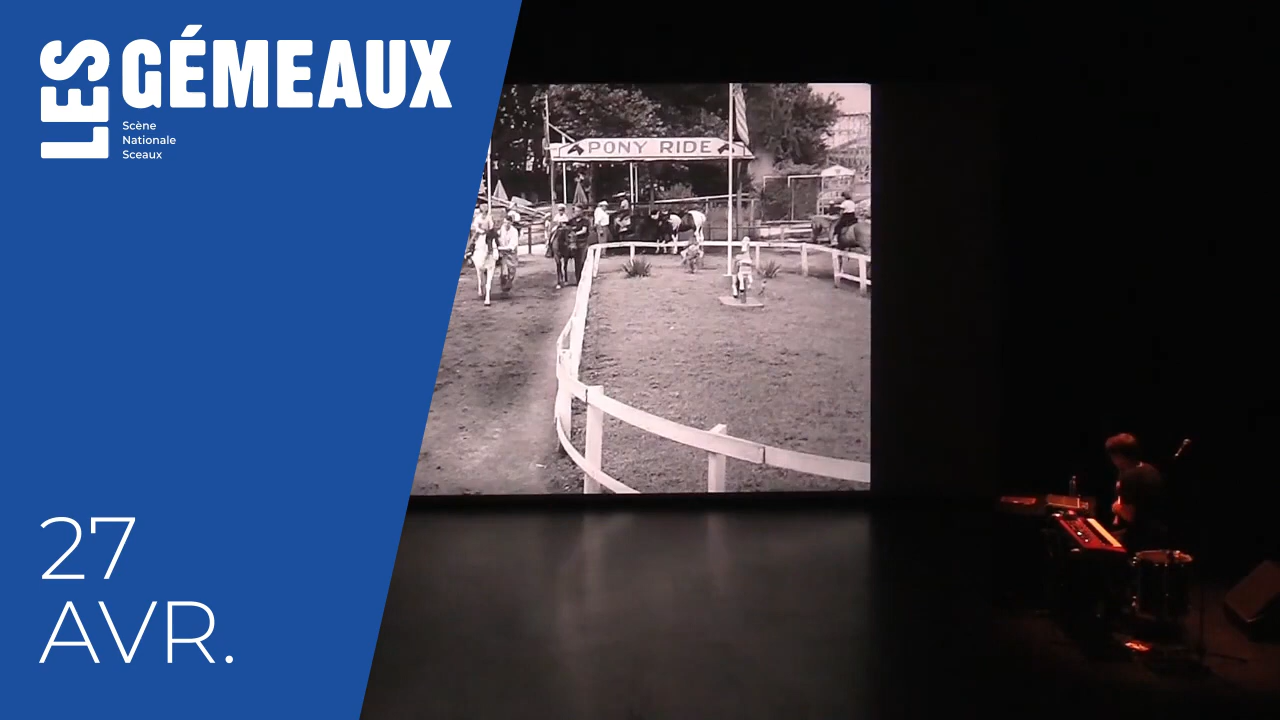 LES GÉMEAUX
Scène
Nationale
Sceaux
PONY RIDE
27
AVR.